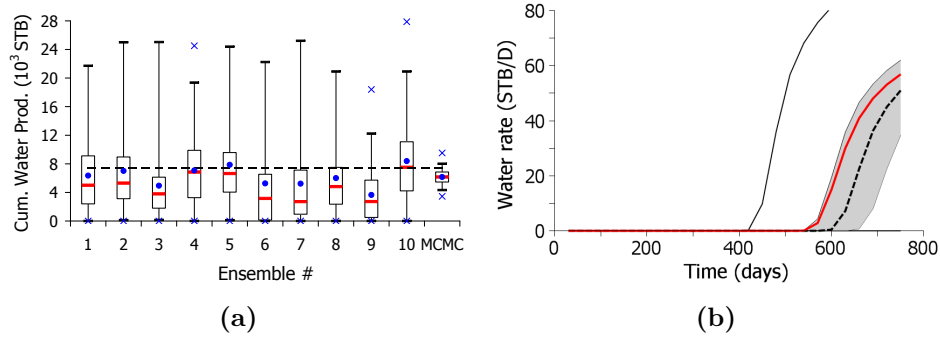 Cum. Water Prod. (10³ STB)
28
24
20
16
12
8
4
0
1 2 3 4 5 6 7 8 9 10 MCMC
Ensemble #
(a)
Water rate (STB/D)
80
60
40
20
0
0 200 400 600 800
Time (days)
(b)